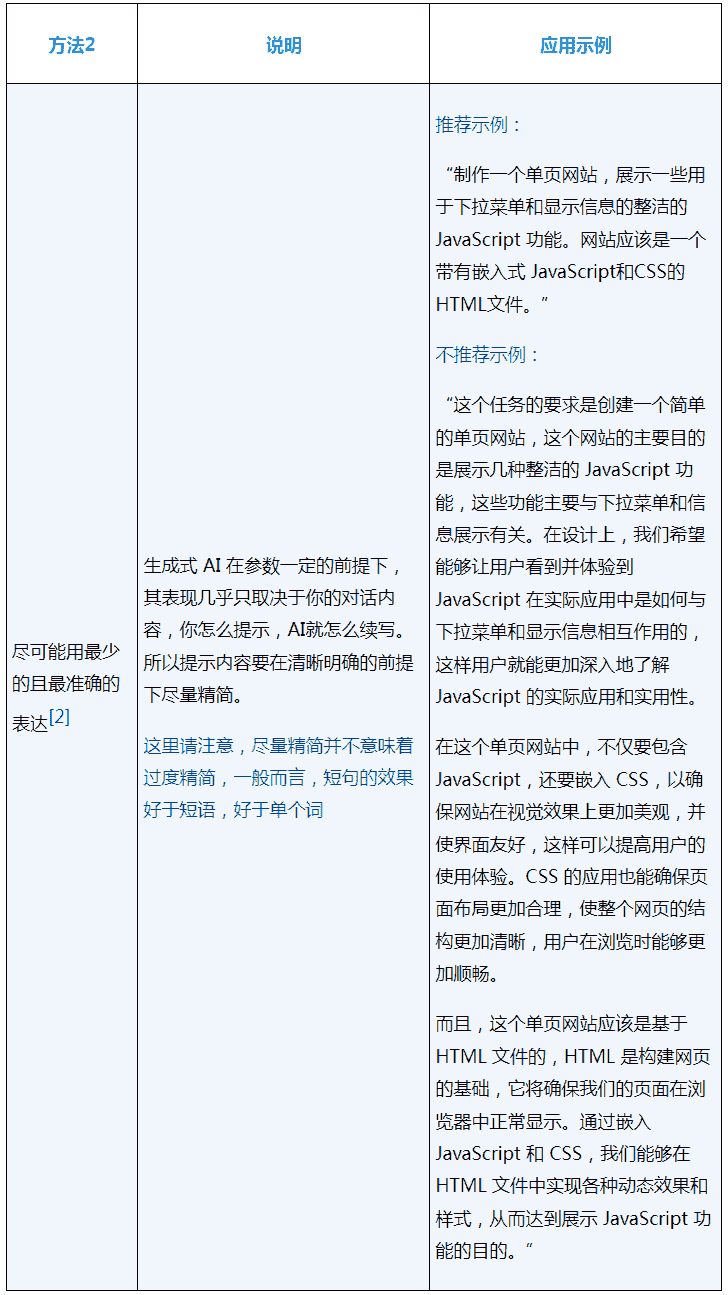 方法2
说明
应用示例
尽可能用最少
的且最准确的
表达[2]
生成式 AI 在参数一定的前提下，
其表现几乎只取决于你的对话内
容，你怎么提示，AI就怎么续写。
所以提示内容要在清晰明确的前提
下尽量精简。
这里请注意，尽量精简并不意味着
过度精简，一般而言，短句的效果
好于短语，好于单个词
推荐示例：
“制作一个单页网站，展示一些用
于下拉菜单和显示信息的整洁的
JavaScript 功能。网站应该是一个
带有嵌入式 JavaScript和CSS的
HTML文件。”
不推荐示例：
“这个任务的要求是创建一个简单
的单页网站，这个网站的主要目的
是展示几种整洁的 JavaScript 功
能，这些功能主要与下拉菜单和信
息展示有关。在设计上，我们希望
能够让用户看到并体验到
JavaScript 在实际应用中是如何与
下拉菜单和显示信息相互作用的，
这样用户就能更加深入地了解
JavaScript 的实际应用和实用性。
在这个单页网站中，不仅要包含
JavaScript，还要嵌入 CSS，以确
保网站在视觉效果上更加美观，并
使界面友好，这样可以提高用户的
使用体验。CSS 的应用也能确保页
面布局更加合理，使整个网页的结
构更加清晰，用户在浏览时能够更
加顺畅。
而且，这个单页网站应该是基于
HTML 文件的，HTML 是构建网页
的基础，它将确保我们的页面在浏
览器中正常显示。通过嵌入
JavaScript 和 CSS，我们能够在
HTML 文件中实现各种动态效果和
样式，从而达到展示 JavaScript 功
能的目的。”